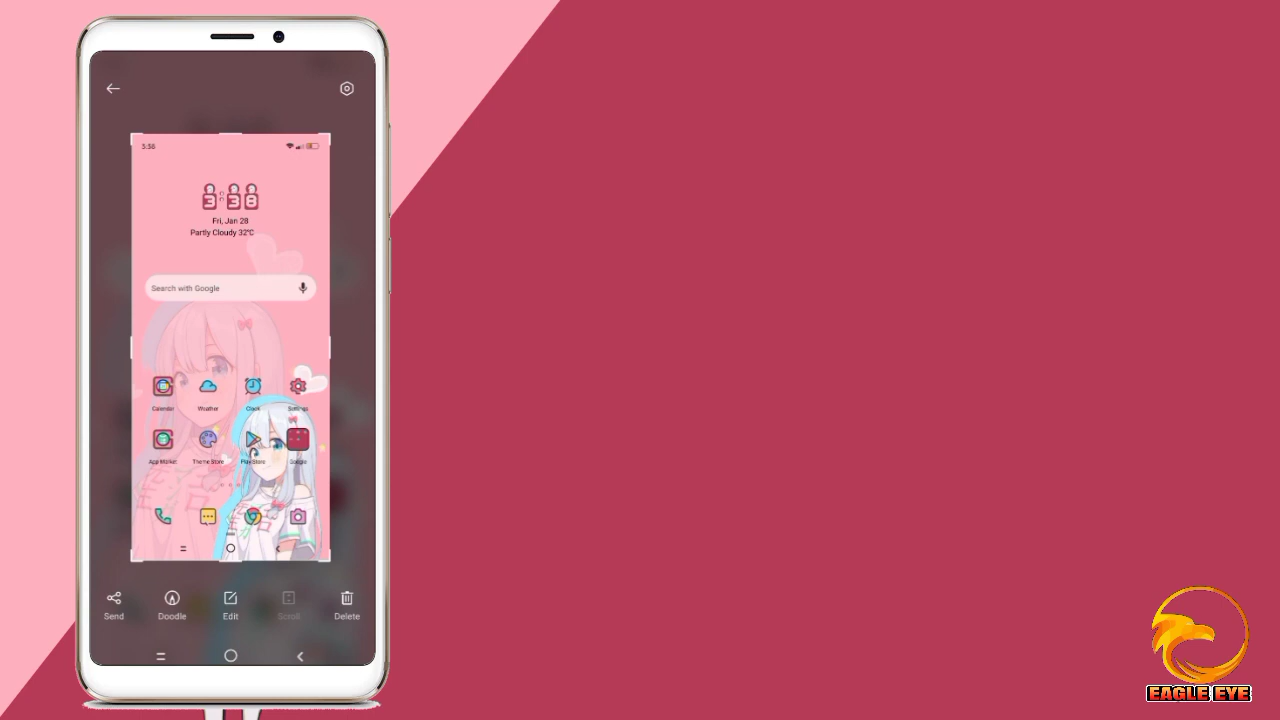 3:38
3:38
Fri, Jan 28
Partly Cloudy 32°C
Search with Google
Calendar Weather Clock Settings
App Market Theme Store Play Store Google
Send Doodle Edit Scroll Delete
EAGLE EYE